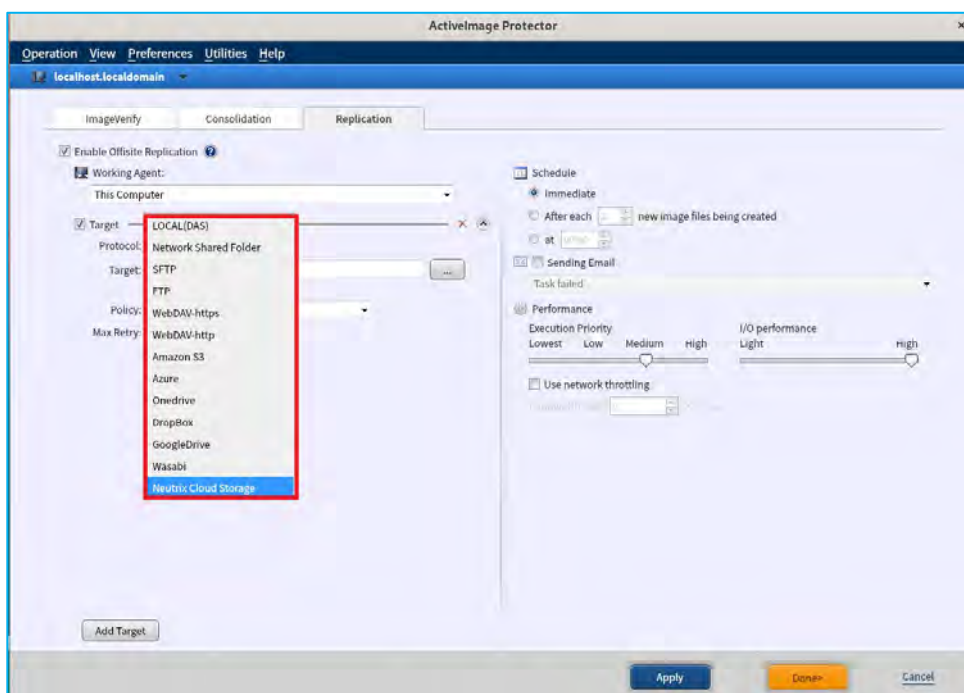 ActiveImage Protector
Operation View Preferences Utilities Help
localhost.localdomain
ImageVerify Consolidation Replication
Enable Offisite Replication
Working Agent:
This Computer
Target
Protocol:
Target: ...
Policy:
Max Retry:
LOCAL(DAS)
Network Shared Folder
SFTP
FTP
WebDAV-https
WebDAV-http
Amazon S3
Azure
Onedrive
DropBox
GoogleDrive
Wasabi
Neutrix Cloud Storage
Add Target
Schedule
Immediate
After each new image files being created
at
Sending Email
Task failed
Performance
Execution Priority I/O performance
Lowest Low Medium High Light High
Use network throttling
Apply Done> Cancel